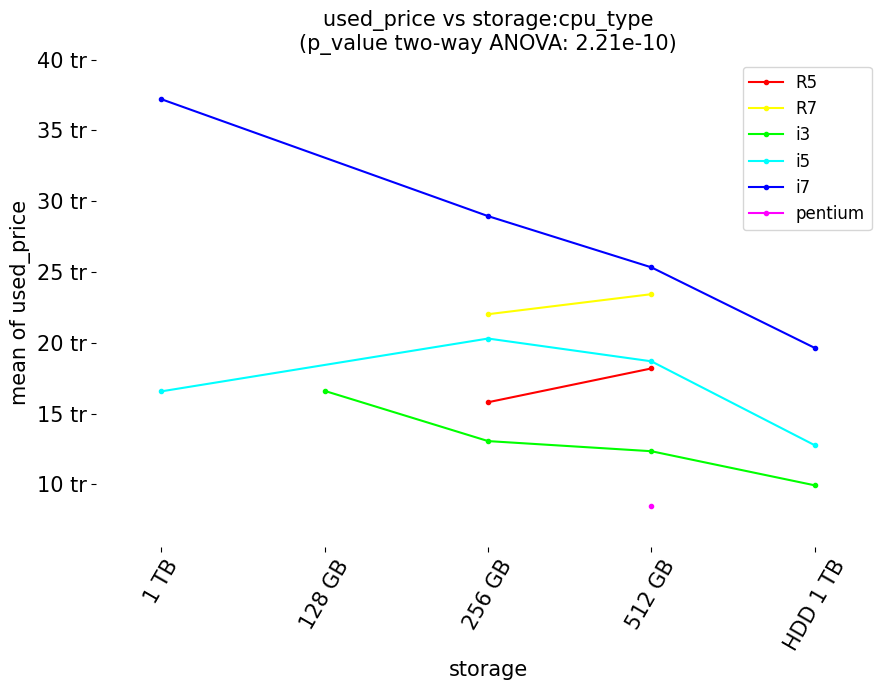 used_price vs storage:cpu_type
(p_value two-way ANOVA: 2.21e-10)
40 tr
35 tr
30 tr
25 tr
20 tr
15 tr
10 tr
mean of used_price
R5
R7
i3
i5
i7
pentium
1 TB
128 GB
256 GB
512 GB
HDD 1 TB
storage